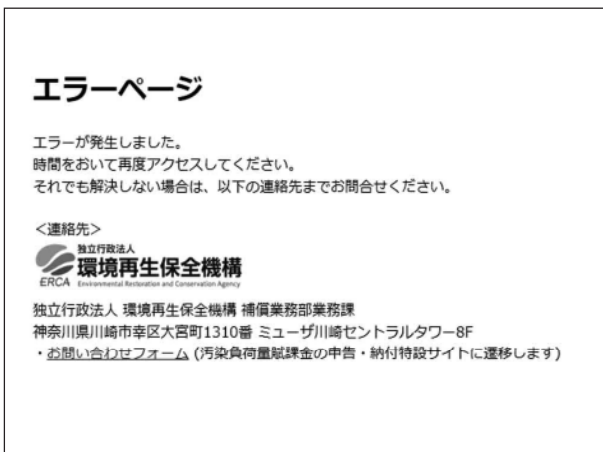 エラーページ
エラーが発生しました。
時間をおいて再度アクセスしてください。
それでも解決しない場合は、以下の連絡先までお問合せください。
＜連絡先＞
独立行政法人
環境再生保全機構
ERCA Environmental Restoration and Conservation Agency
独立行政法人 環境再生保全機構 補償業務部業務課
神奈川県川崎市幸区大宮町1310番 ミューザ川崎セントラルタワー8F
・お問い合わせフォーム (汚染負荷量賦課金の申告・納付特設サイトに遷移します)